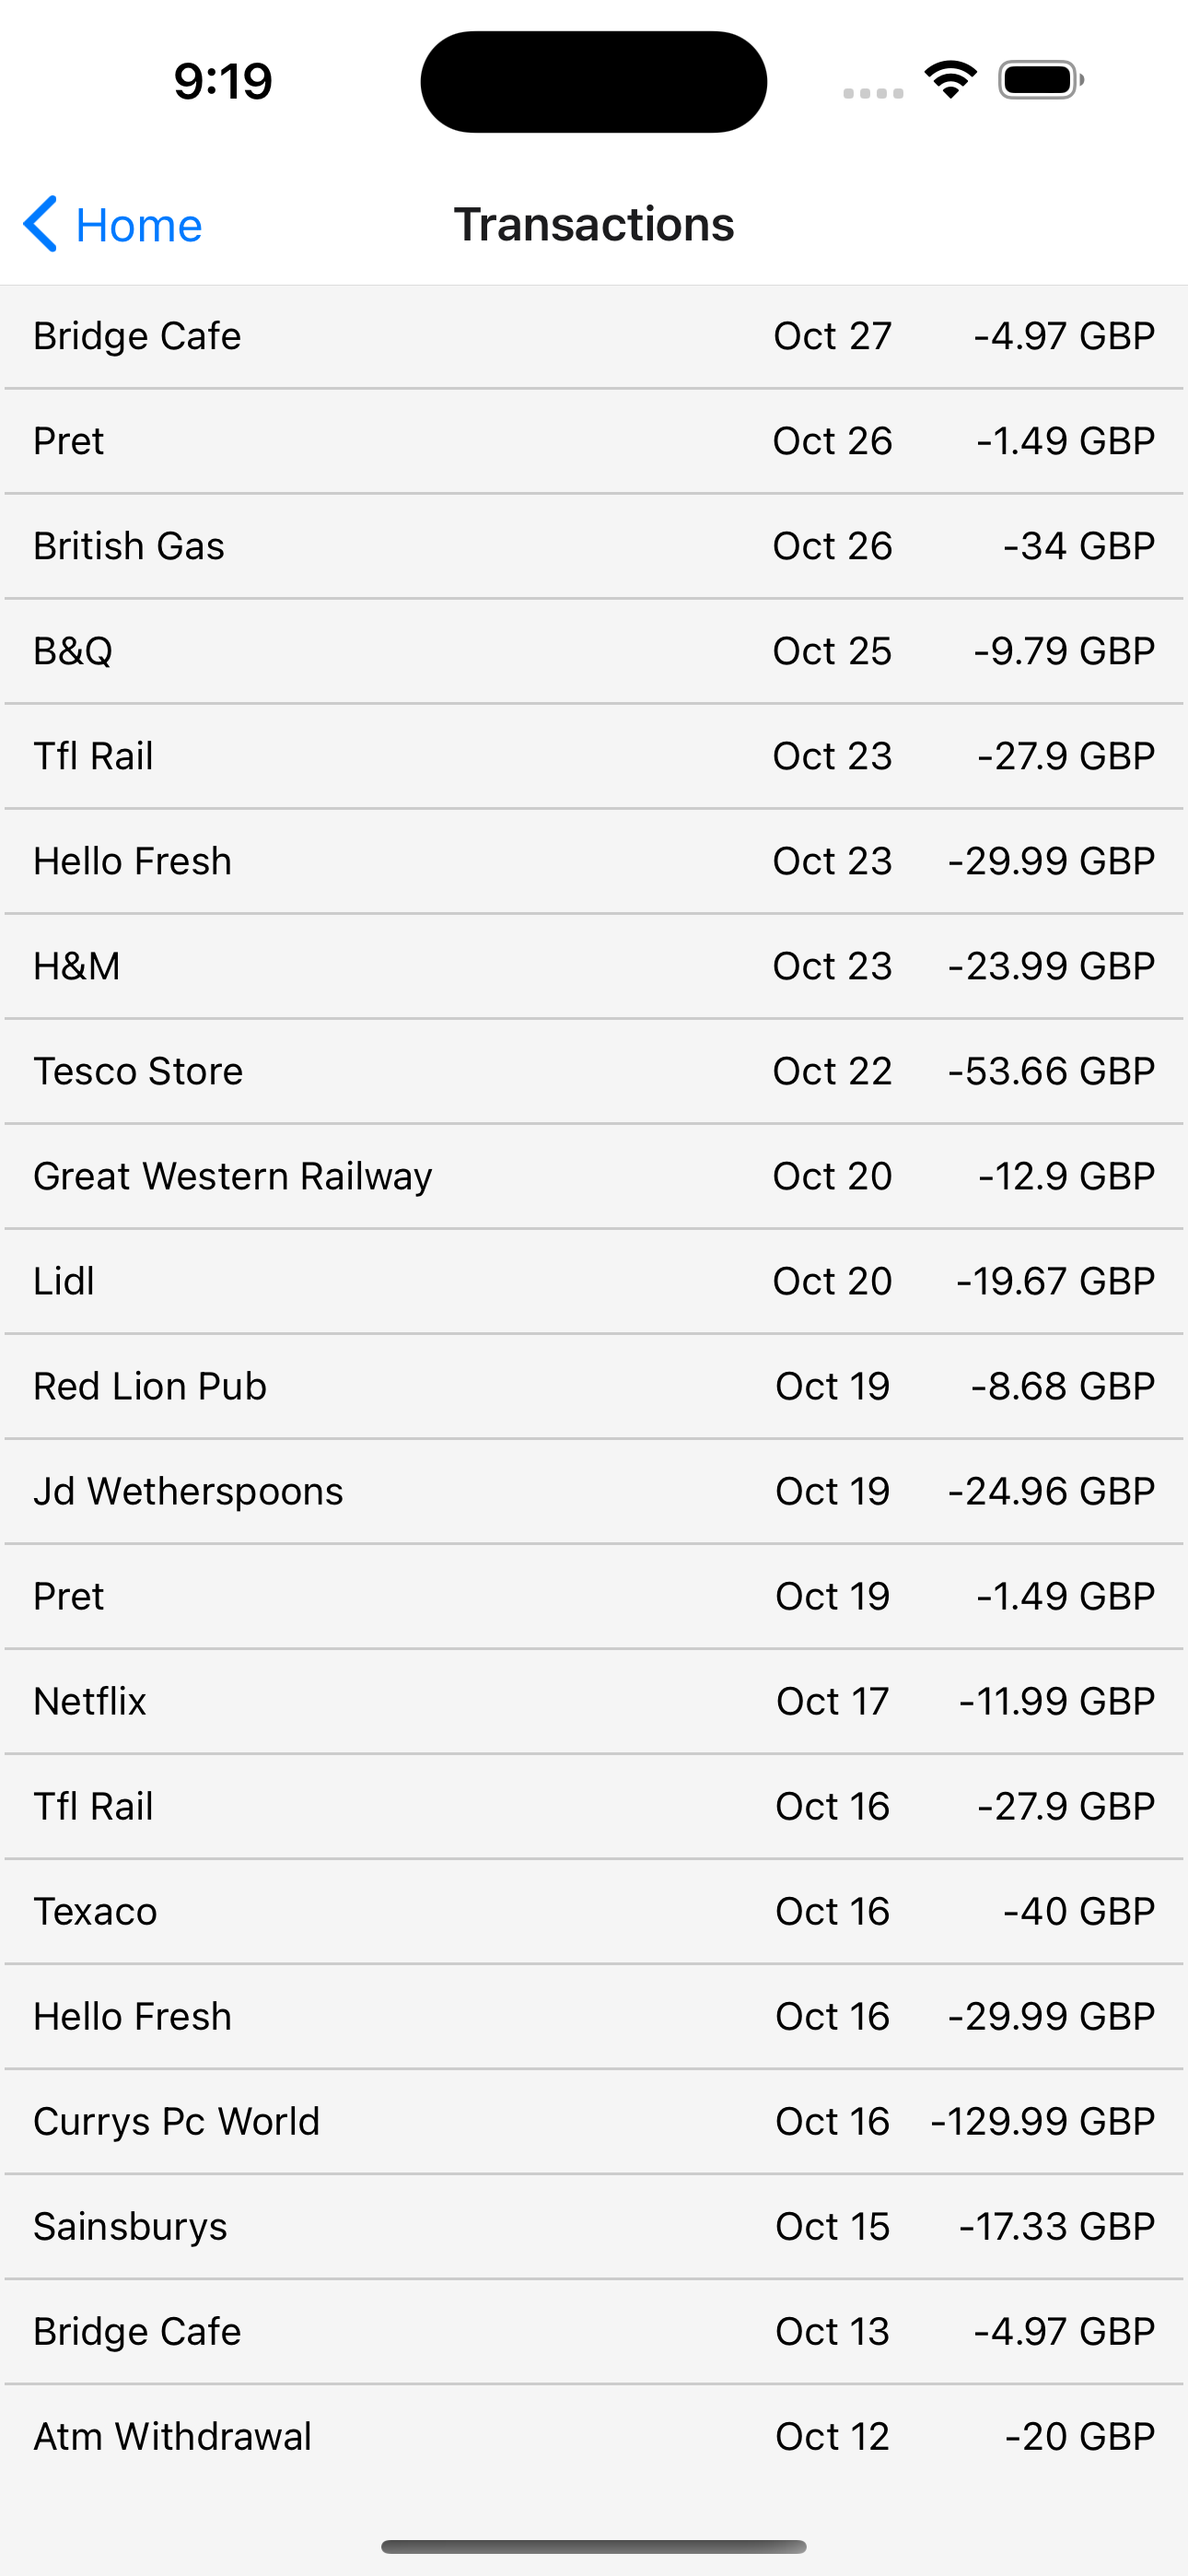 9:19
Home Transactions
Bridge Cafe Oct 27 -4.97 GBP
Pret Oct 26 -1.49 GBP
British Gas Oct 26 -34 GBP
B&Q Oct 25 -9.79 GBP
Tfl Rail Oct 23 -27.9 GBP
Hello Fresh Oct 23 -29.99 GBP
H&M Oct 23 -23.99 GBP
Tesco Store Oct 22 -53.66 GBP
Great Western Railway Oct 20 -12.9 GBP
Lidl Oct 20 -19.67 GBP
Red Lion Pub Oct 19 -8.68 GBP
Jd Wetherspoons Oct 19 -24.96 GBP
Pret Oct 19 -1.49 GBP
Netflix Oct 17 -11.99 GBP
Tfl Rail Oct 16 -27.9 GBP
Texaco Oct 16 -40 GBP
Hello Fresh Oct 16 -29.99 GBP
Currys Pc World Oct 16 -129.99 GBP
Sainsburys Oct 15 -17.33 GBP
Bridge Cafe Oct 13 -4.97 GBP
Atm Withdrawal Oct 12 -20 GBP